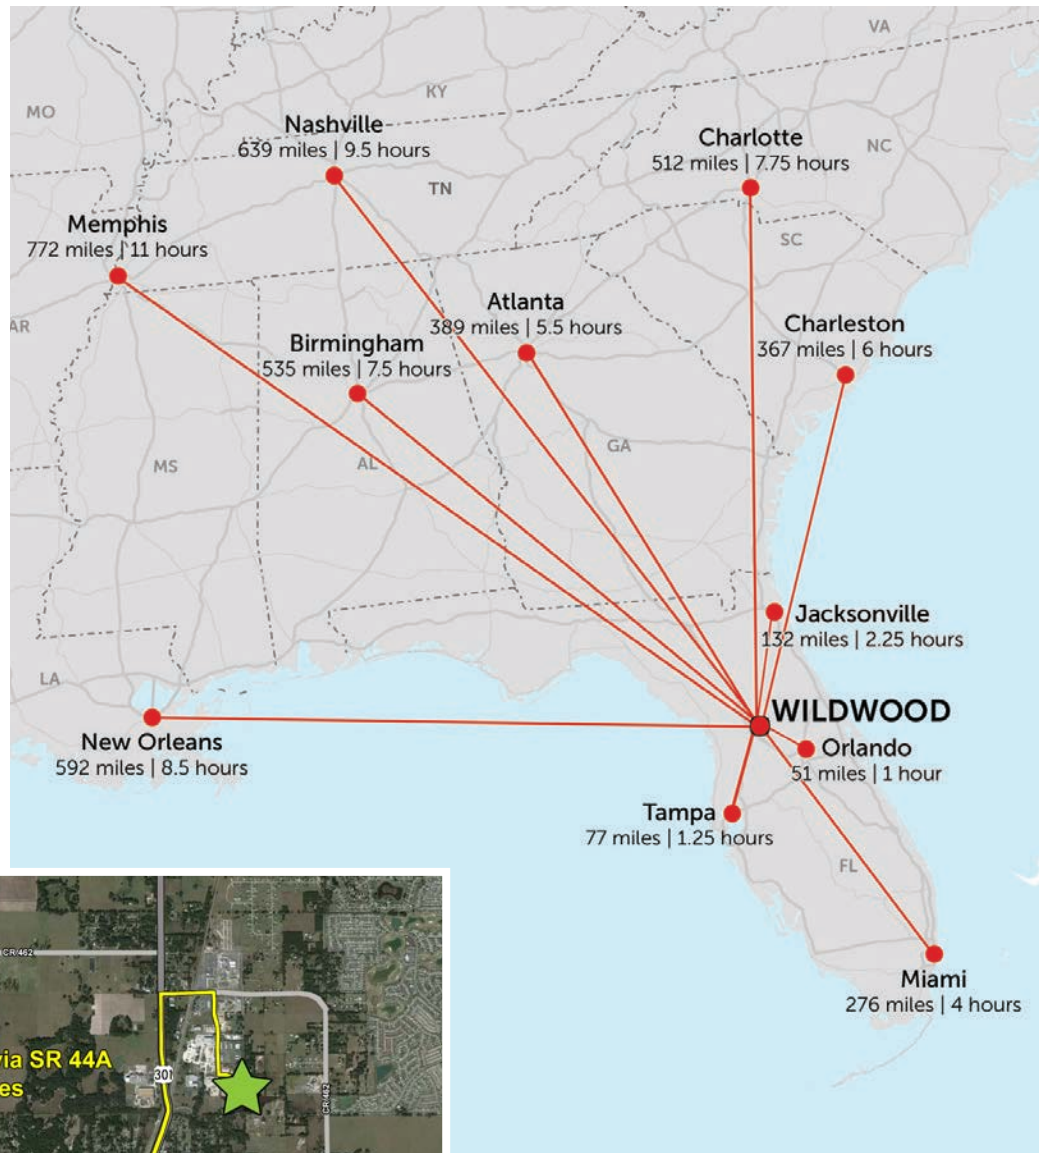 VA
KY
MO
Nashville
639 miles | 9.5 hours
Charlotte
512 miles | 7.75 hours
NC
TN
Memphis
772 miles | 11 hours
SC
Atlanta
389 miles | 5.5 hours
AR
Charleston
367 miles | 6 hours
Birmingham
535 miles | 7.5 hours
GA
MS
AL
Jacksonville
132 miles | 2.25 hours
LA
WILDWOOD
New Orleans
592 miles | 8.5 hours
Orlando
51 miles | 1 hour
Tampa
77 miles | 1.25 hours
FL
Miami
276 miles | 4 hours
CR 462
via SR 44A
es
301
CR 462